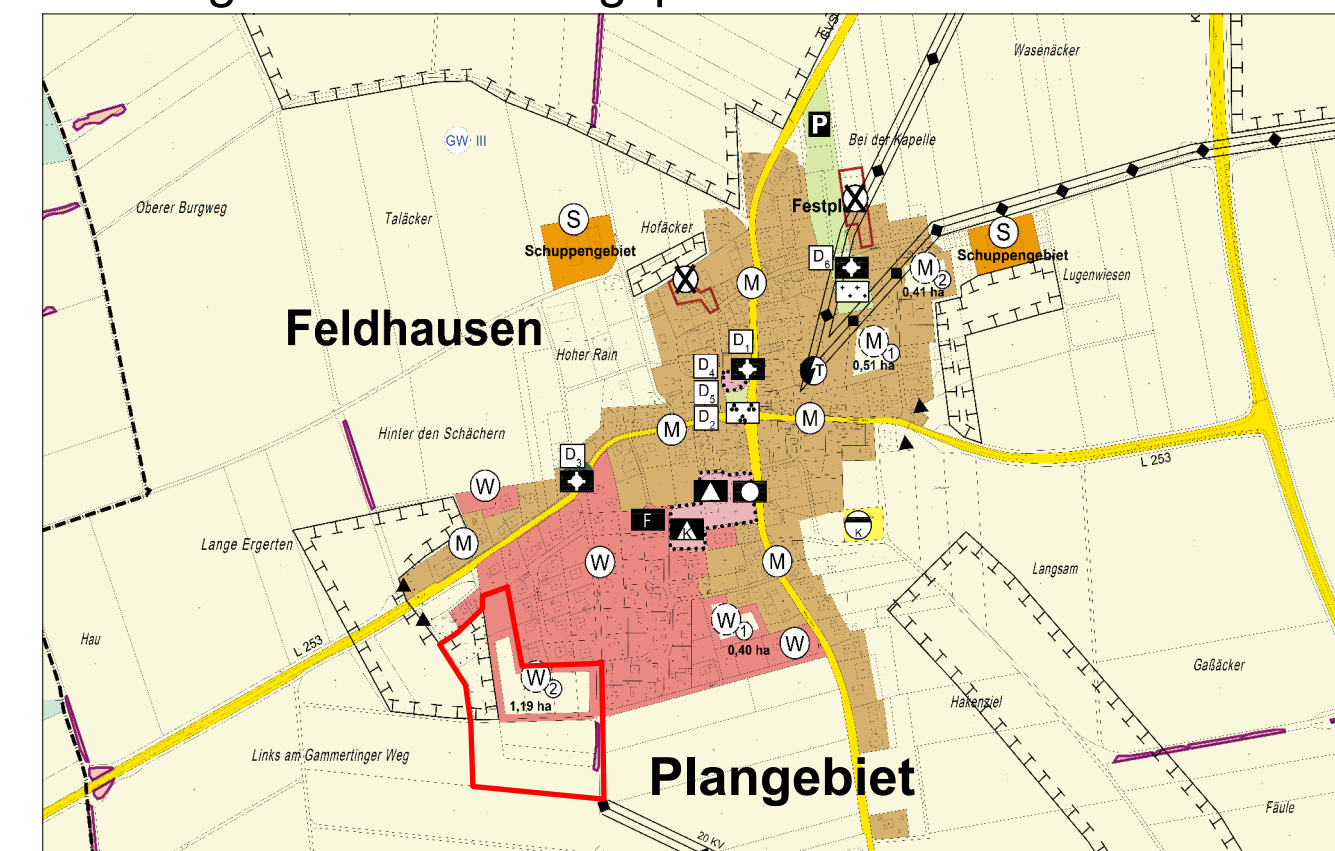 GVS
K
Wasenäcker
P
Bei der Kapelle
GW III
Oberer Burgweg
Taläcker
S
Schuppengebiet
Hofäcker
Festpl
S
Schuppengebiet
D6
M
M2
0,41 ha
Lugenwiesen
Feldhausen
Hoher Rain
D1
D4
D5
D2
T
M1
0,51 ha
M
M
Hinter den Schächern
D3
L 253
W
F
K
K
Lange Ergerten
M
W
M
Langsam
Hau
L 253
W1
0,40 ha
W
Gaßäcker
W2
1,19 ha
Hakenziel
Links am Gammertinger Weg
Plangebiet
Fäule
20 KV